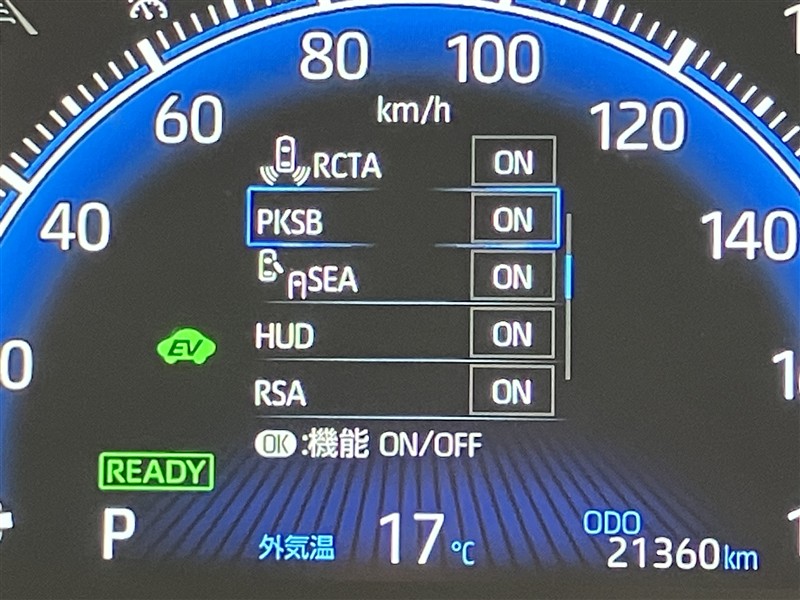 80 100
km/h
60 120
RCTA ON
PKSB ON
40 140
SEA ON
EV
HUD ON
RSA ON
OK:機能 ON/OFF
READY
P
外気温 17℃
ODO
21360km